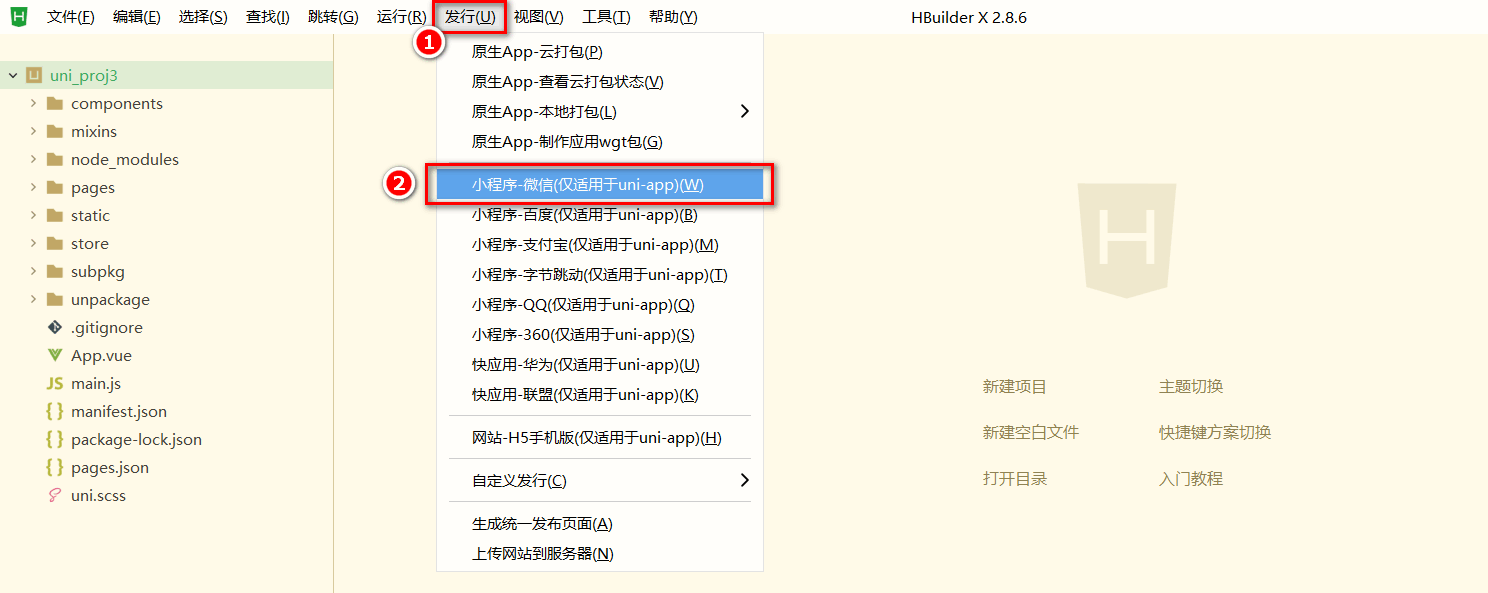 文件(F) 编辑(E) 选择(S) 查找(I) 跳转(G) 运行(R) 发行(U) 视图(V) 工具(T) 帮助(Y) HBuilder X 2.8.6
1
uni_proj3
components
mixins
node_modules
pages
static
store
subpkg
unpackage
.gitignore
App.vue
JS main.js
{ } manifest.json
{ } package-lock.json
{ } pages.json
uni.scss
原生App-云打包(P)
原生App-查看云打包状态(V)
原生App-本地打包(L)
原生App-制作应用wgt包(G)
2
小程序-微信(仅适用于uni-app)(W)
小程序-百度(仅适用于uni-app)(B)
小程序-支付宝(仅适用于uni-app)(M)
小程序-字节跳动(仅适用于uni-app)(T)
小程序-QQ(仅适用于uni-app)(Q)
小程序-360(仅适用于uni-app)(S)
快应用-华为(仅适用于uni-app)(U)
快应用-联盟(仅适用于uni-app)(K)
网站-H5手机版(仅适用于uni-app)(H)
自定义发行(C)
生成统一发布页面(A)
上传网站到服务器(N)
H
新建项目 主题切换
新建空白文件 快捷键方案切换
打开目录 入门教程